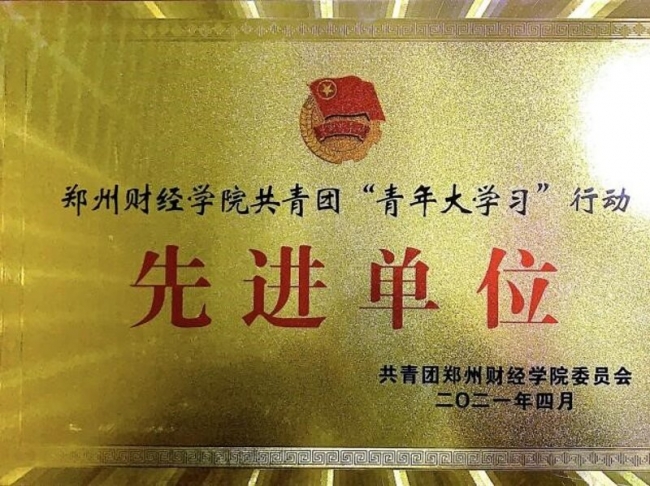 郑州财经学院共青团“青年大学习”行动
先进单位
共青团郑州财经学院委员会
二〇二一年四月